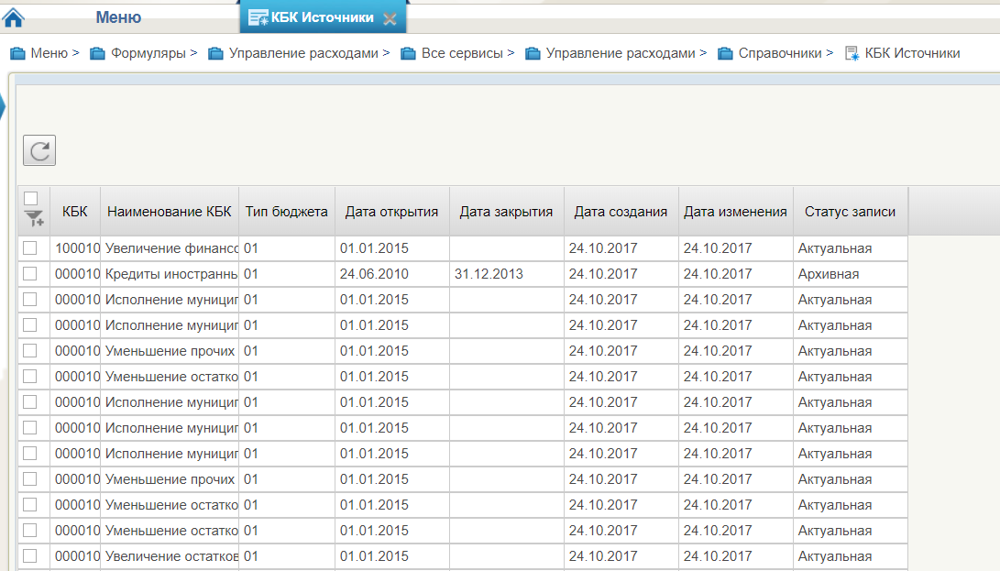 Меню КБК Источники
Меню > Формуляры > Управление расходами > Все сервисы > Управление расходами > Справочники > КБК Источники
КБК Наименование КБК Тип бюджета Дата открытия Дата закрытия Дата создания Дата изменения Статус записи
100010 Увеличение финансо 01 01.01.2015 24.10.2017 24.10.2017 Актуальная
000010 Кредиты иностранны 01 24.06.2010 31.12.2013 24.10.2017 24.10.2017 Архивная
000010 Исполнение муницип 01 01.01.2015 24.10.2017 24.10.2017 Актуальная
000010 Исполнение муницип 01 01.01.2015 24.10.2017 24.10.2017 Актуальная
000010 Уменьшение прочих 01 01.01.2015 24.10.2017 24.10.2017 Актуальная
000010 Уменьшение остатко 01 01.01.2015 24.10.2017 24.10.2017 Актуальная
000010 Исполнение муницип 01 01.01.2015 24.10.2017 24.10.2017 Актуальная
000010 Исполнение муницип 01 01.01.2015 24.10.2017 24.10.2017 Актуальная
000010 Исполнение муницип 01 01.01.2015 24.10.2017 24.10.2017 Актуальная
000010 Уменьшение прочих 01 01.01.2015 24.10.2017 24.10.2017 Актуальная
000010 Уменьшение остатко 01 01.01.2015 24.10.2017 24.10.2017 Актуальная
000010 Уменьшение остатко 01 01.01.2015 24.10.2017 24.10.2017 Актуальная
000010 Увеличение остатков 01 01.01.2015 24.10.2017 24.10.2017 Актуальная